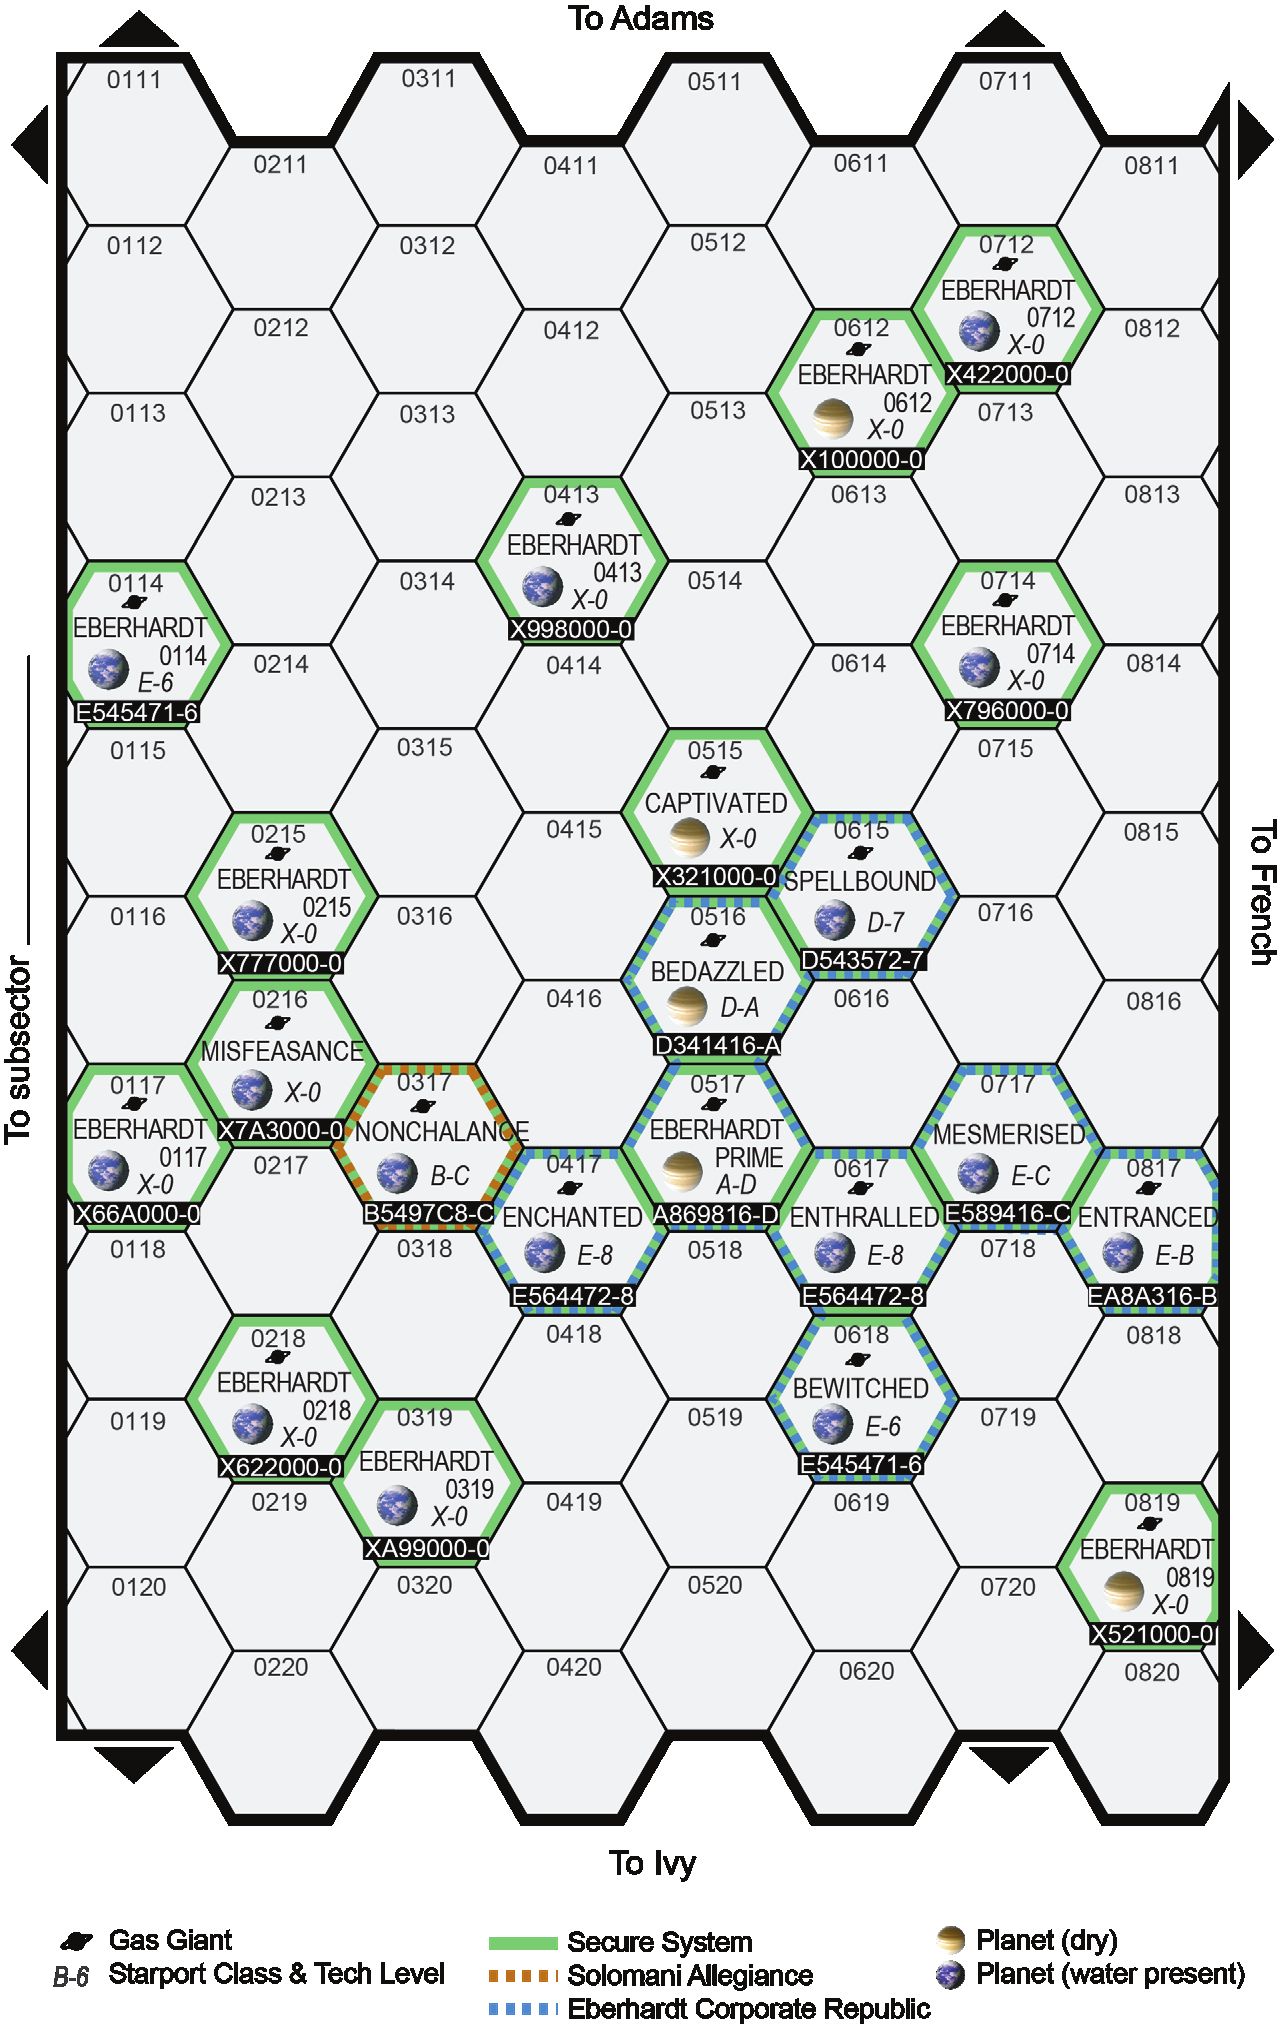 To Adams
0111
0311
0511
0711
0211
0411
0611
0811
0112
0312
0512
0712
EBERHARDT
0712
X-0
X422000-0
0212
0412
0612
EBERHARDT
0612
X-0
X100000-0
0812
0113
0313
0513
0713
0213
0413
EBERHARDT
0413
X-0
X998000-0
0613
0813
0114
EBERHARDT
0114
E-6
E545471-6
0314
0514
0714
EBERHARDT
0714
X-0
X796000-0
0214
0414
0614
0814
0115
0315
0515
CAPTIVATED
X-0
X321000-0
0715
0215
EBERHARDT
0215
X-0
X777000-0
0415
0615
SPELLBOUND
D-7
D543572-7
0815
0116
0316
0516
BEDAZZLED
D-A
D341416-A
0716
0216
MISFEASANCE
X-0
X7A3000-0
0416
0616
0816
0117
EBERHARDT
0117
X-0
X66A000-0
0317
NONCHALANCE
B-C
B5497C8-C
0517
EBERHARDT
PRIME
A-D
A869816-D
0717
MESMERISED
E-C
E589416-C
0217
0417
ENCHANTED
E-8
E564472-8
0617
ENTHRALLED
E-8
E564472-8
0817
ENTRANCED
E-B
EA8A316-B
0118
0318
0518
0718
0218
EBERHARDT
0218
X-0
X622000-0
0418
0618
BEWITCHED
E-6
E545471-6
0818
0119
0319
EBERHARDT
0319
X-0
XA99000-0
0519
0719
0219
0419
0619
0819
EBERHARDT
0819
X-0
X521000-0
0120
0320
0520
0720
0220
0420
0620
0820
To subsector
To French
To Ivy
Gas Giant
B-6 Starport Class & Tech Level
Secure System
Solomani Allegiance
Eberhardt Corporate Republic
Planet (dry)
Planet (water present)